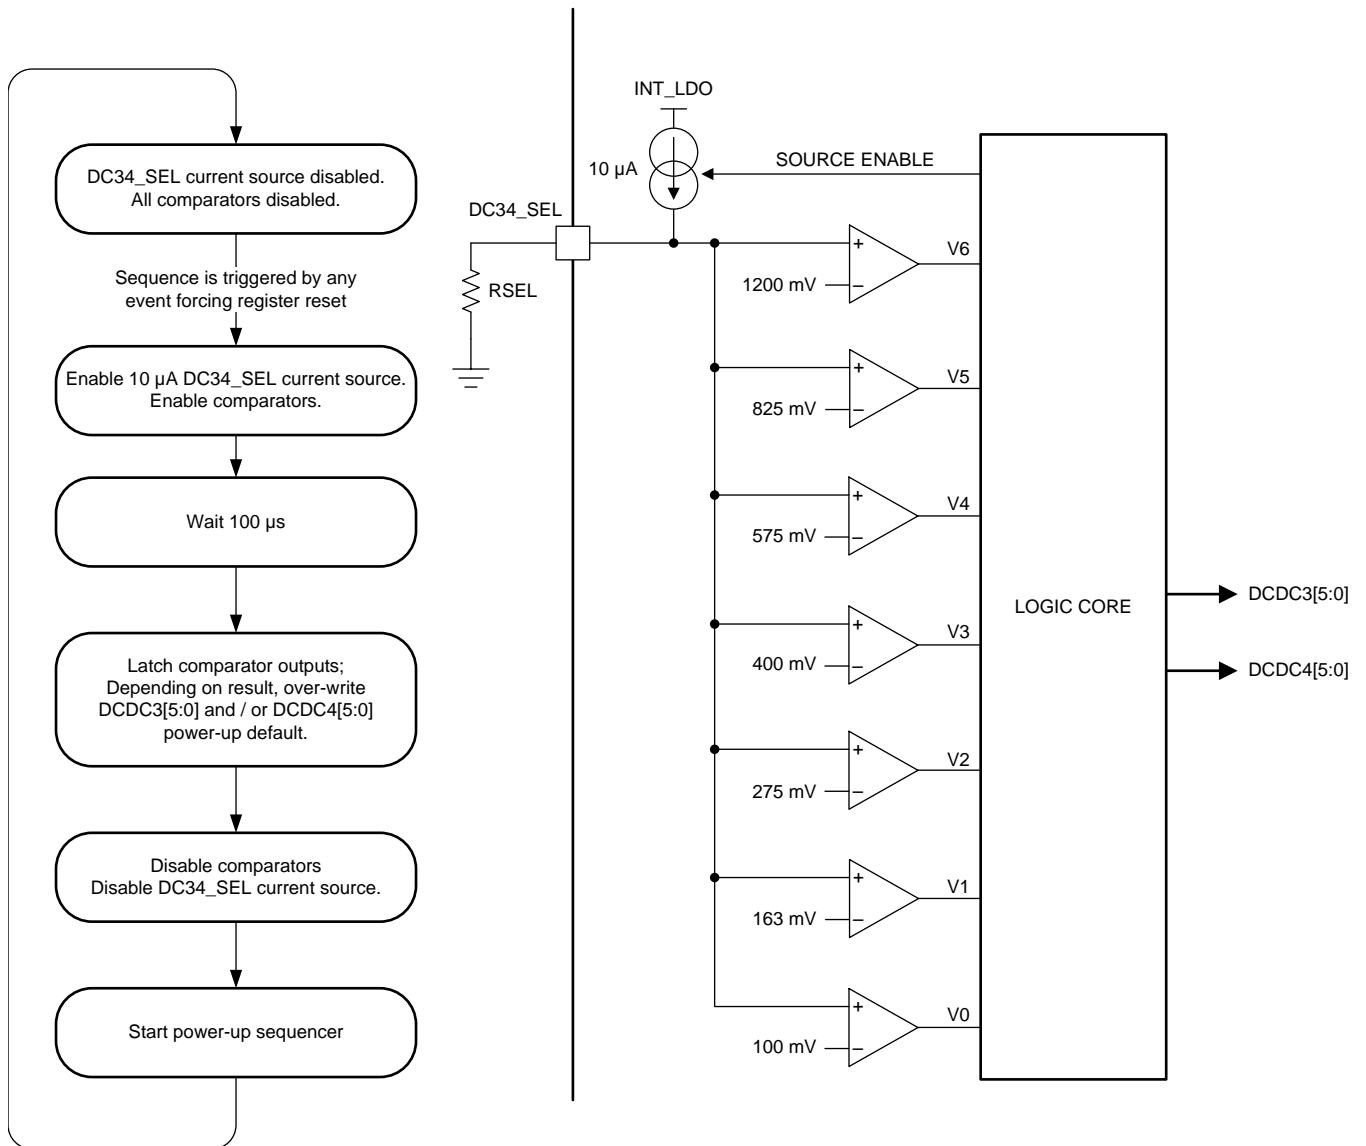 DC34_SEL current source disabled.
All comparators disabled.
Sequence is triggered by any
event forcing register reset
Enable 10 µA DC34_SEL current source.
Enable comparators.
Wait 100 µs
Latch comparator outputs;
Depending on result, over-write
DCDC3[5:0] and / or DCDC4[5:0]
power-up default.
Disable comparators
Disable DC34_SEL current source.
Start power-up sequencer
INT_LDO
10 µA
SOURCE ENABLE
DC34_SEL
RSEL
+
1200 mV
−
V6
+
825 mV
−
V5
+
575 mV
−
V4
+
400 mV
−
V3
+
275 mV
−
V2
+
163 mV
−
V1
+
100 mV
−
V0
LOGIC CORE
DCDC3[5:0]
DCDC4[5:0]